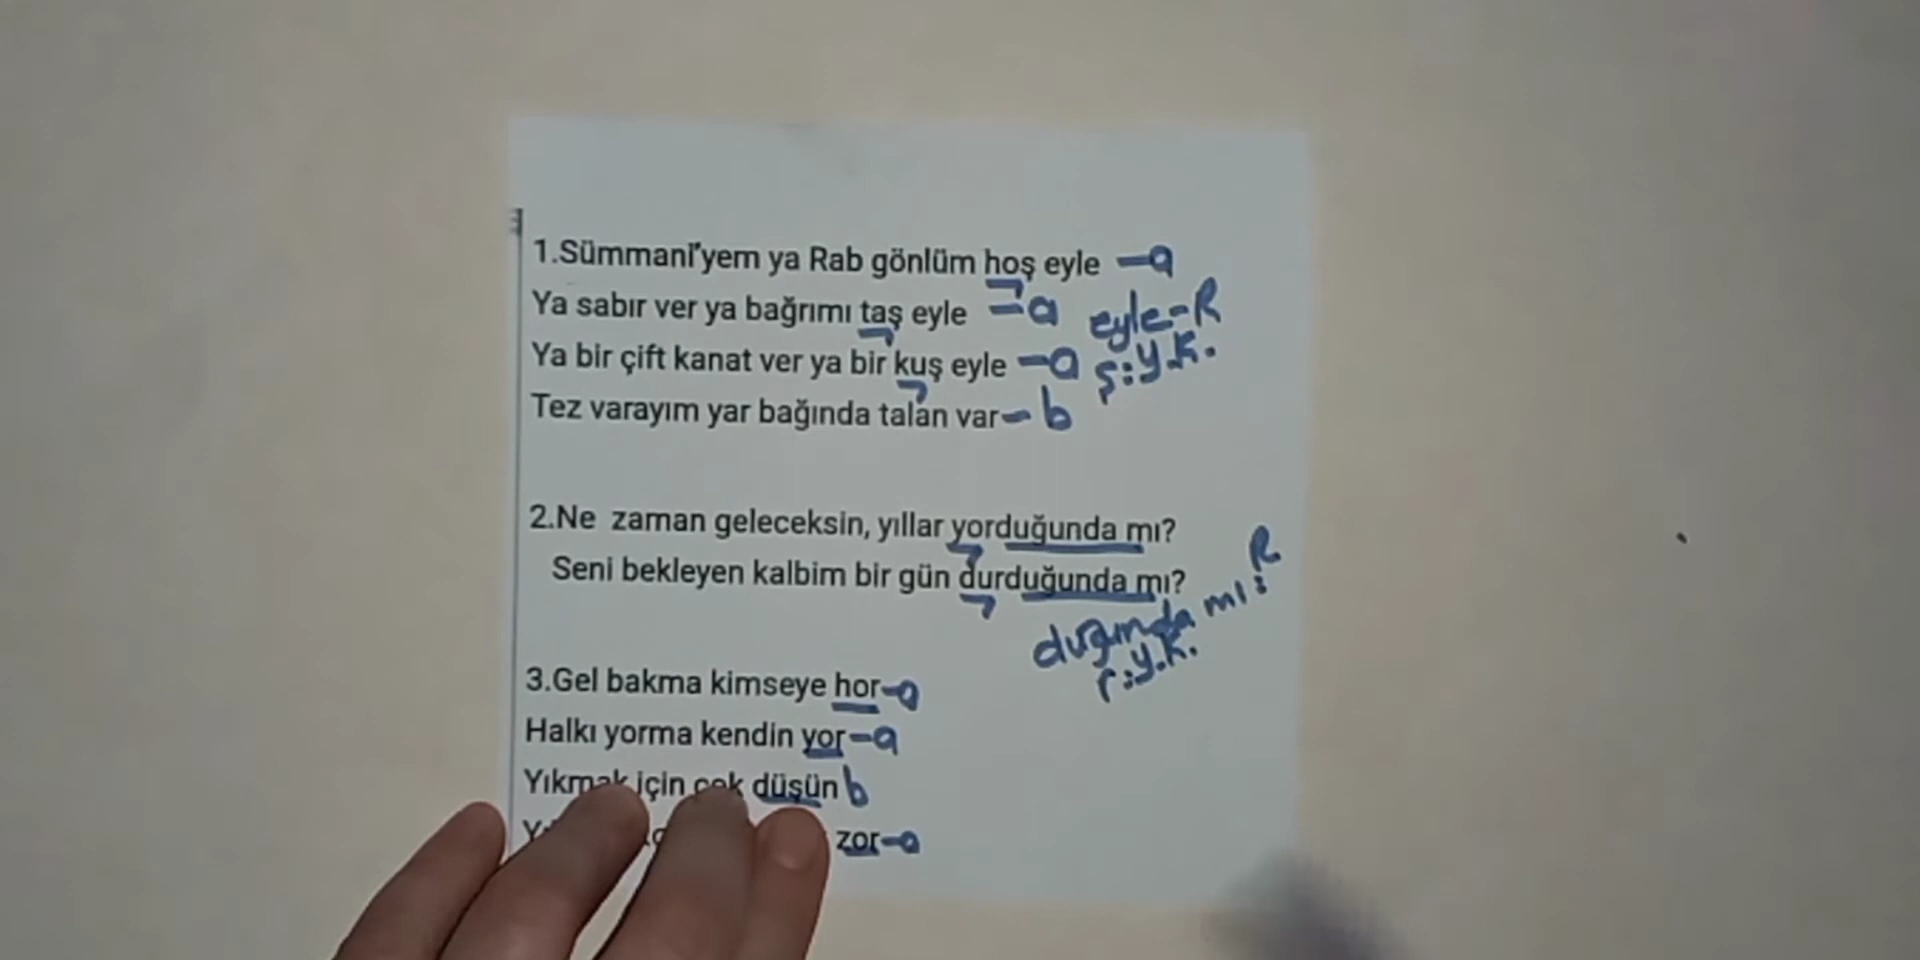 1.Sümmanî'yem ya Rab gönlüm hoş eyle -a
Ya sabır ver ya bağrımı taş eyle -a
Ya bir çift kanat ver ya bir kuş eyle -a
Tez varayım yar bağında talan var - b
eyle-R
ş:y.k.
2.Ne zaman geleceksin, yıllar yorduğunda mı?
Seni bekleyen kalbim bir gün durduğunda mı?
duğunda mı: R
r:y.k.
3.Gel bakma kimseye hor-a
Halkı yorma kendin yor-a
Yıkmak için çok düşün b
zor-a